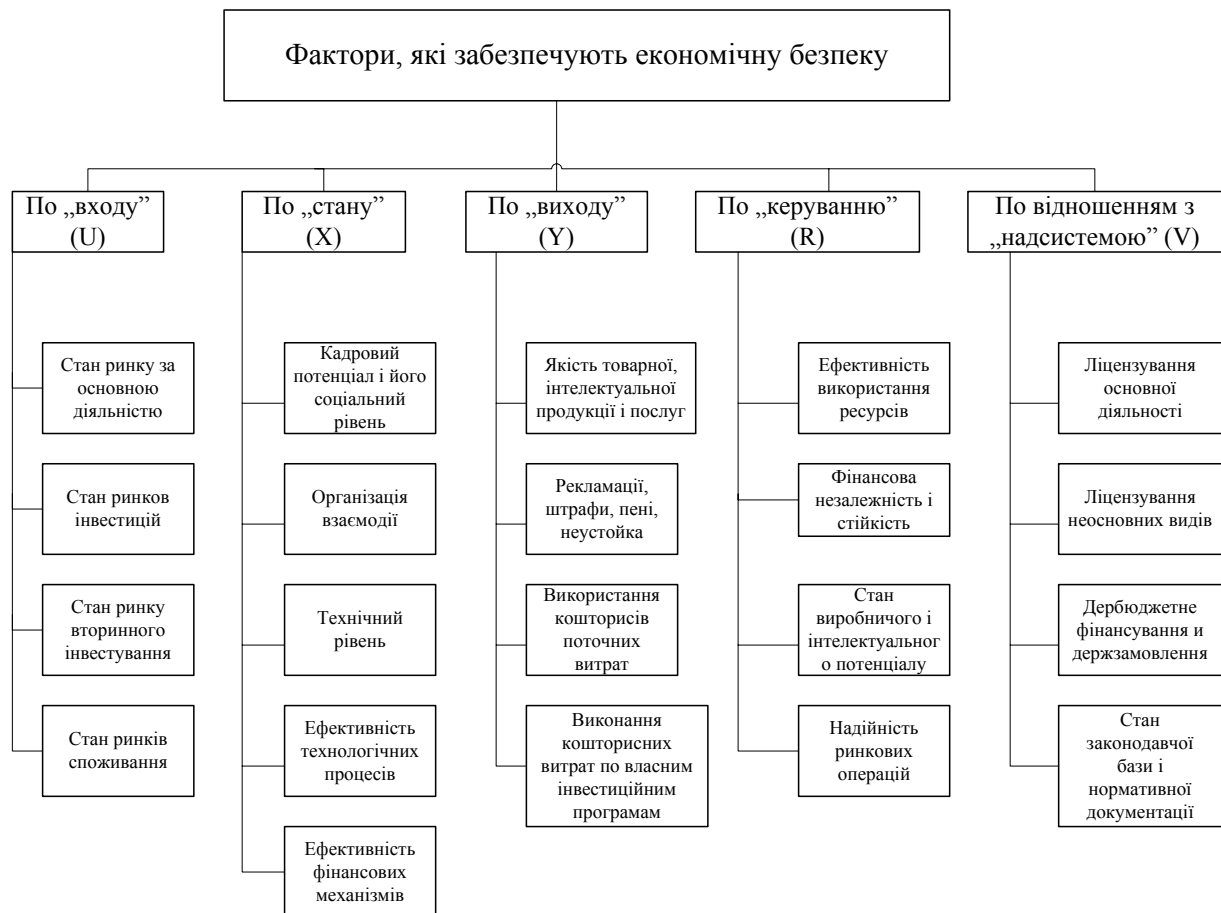 Фактори, які забезпечують економічну безпеку
По „входу”
(U)
Стан ринку за
основною
діяльністю
Стан ринков
інвестицій
Стан ринку
вторинного
інвестування
Стан ринків
споживання
По „стану”
(X)
Кадровий
потенціал і його
соціальний
рівень
Організація
взаємодії
Технічний
рівень
Ефективність
технологічних
процесів
Ефективність
фінансових
механізмів
По „виходу”
(Y)
Якість товарної,
інтелектуальної
продукції і послуг
Рекламації,
штрафи, пені,
неустойка
Використання
кошторисів
поточних
витрат
Виконання
кошторисних
витрат по власним
інвестиційним
програмам
По „керуванню”
(R)
Ефективність
використання
ресурсів
Фінансова
незалежність і
стійкість
Стан
виробничого і
інтелектуальног
о потенціалу
Надійність
ринкових
операцій
По відношенням з
„надсистемою” (V)
Ліцензування
основної
діяльності
Ліцензування
неосновних видів
Дербюджетне
фінансування и
держзамовлення
Стан
законодавчої
бази і
нормативної
документації